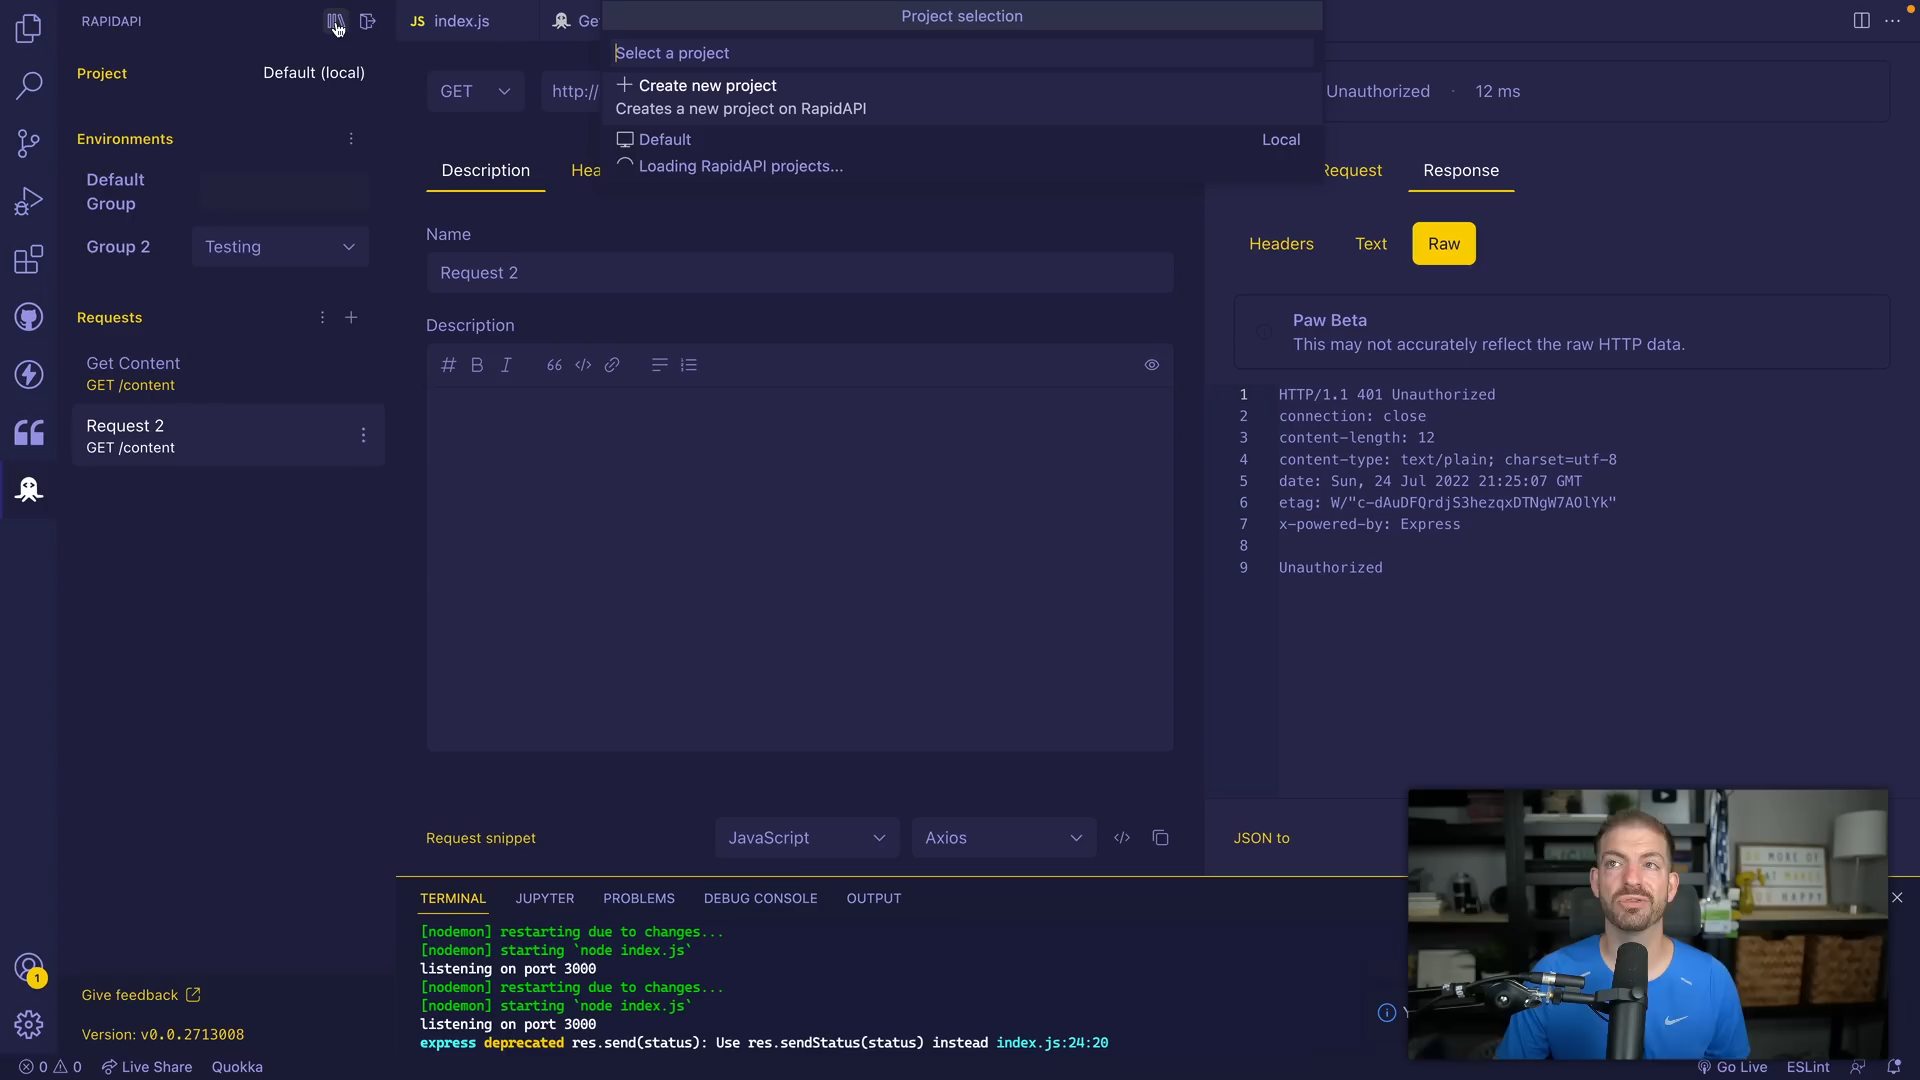 RAPIDAPI
JS index.js
Ge
Project selection
Select a project
Create new project
Creates a new project on RapidAPI
Default
Local
Loading RapidAPI projects...
Project
Default (local)
GET
http://
Unauthorized · 12 ms
Environments
Default
Group
Group 2
Testing
Description
Hea
Request
Response
Name
Request 2
Description
Headers
Text
Raw
Requests
Get Content
GET /content
Request 2
GET /content
Paw Beta
This may not accurately reflect the raw HTTP data.
1 HTTP/1.1 401 Unauthorized
2 connection: close
3 content-length: 12
4 content-type: text/plain; charset=utf-8
5 date: Sun, 24 Jul 2022 21:25:07 GMT
6 etag: W/"c-dAuDFQrdjS3hezqxDTNgW7AOlYk"
7 x-powered-by: Express
8
9 Unauthorized
Request snippet
JavaScript
Axios
JSON to
TERMINAL
JUPYTER
PROBLEMS
DEBUG CONSOLE
OUTPUT
[nodemon] restarting due to changes...
[nodemon] starting `node index.js`
listening on port 3000
[nodemon] restarting due to changes...
[nodemon] starting `node index.js`
listening on port 3000
express deprecated res.send(status): Use res.sendStatus(status) instead index.js:24:20
1
Give feedback
Version: v0.0.2713008
0
0
Live Share
Quokka
Go Live
ESLint